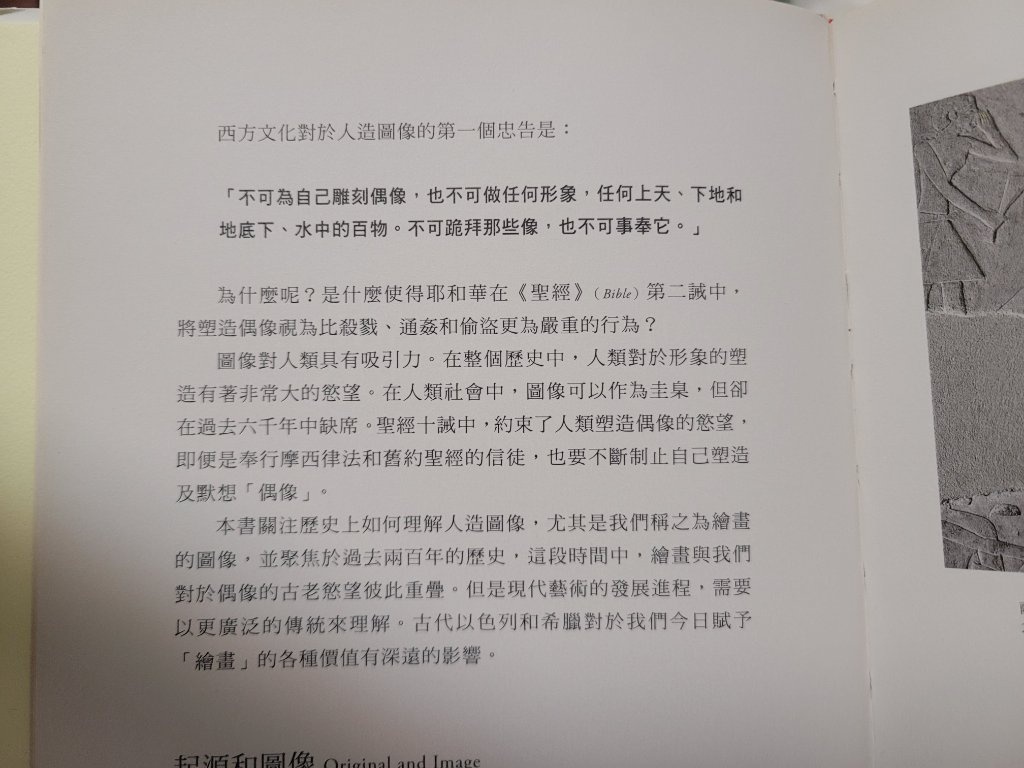 西方文化對於人造圖像的第一個忠告是：
「不可為自己雕刻偶像，也不可做任何形象，任何上天、下地和
地底下、水中的百物。不可跪拜那些像，也不可事奉它。」
為什麼呢？是什麼使得耶和華在《聖經》（Bible）第二誡中，
將塑造偶像視為比殺戮、通姦和偷盜更為嚴重的行為？
圖像對人類具有吸引力。在整個歷史中，人類對於形象的塑
造有著非常大的慾望。在人類社會中，圖像可以作為圭臬，但卻
在過去六千年中缺席。聖經十誡中，約束了人類塑造偶像的慾望，
即便是奉行摩西律法和舊約聖經的信徒，也要不斷制止自己塑造
及默想「偶像」。
本書關注歷史上如何理解人造圖像，尤其是我們稱之為繪畫
的圖像，並聚焦於過去兩百年的歷史，這段時間中，繪畫與我們
對於偶像的古老慾望彼此重疊。但是現代藝術的發展進程，需要
以更廣泛的傳統來理解。古代以色列和希臘對於我們今日賦予
「繪畫」的各種價值有深遠的影響。
起源和圖像 Original and Image